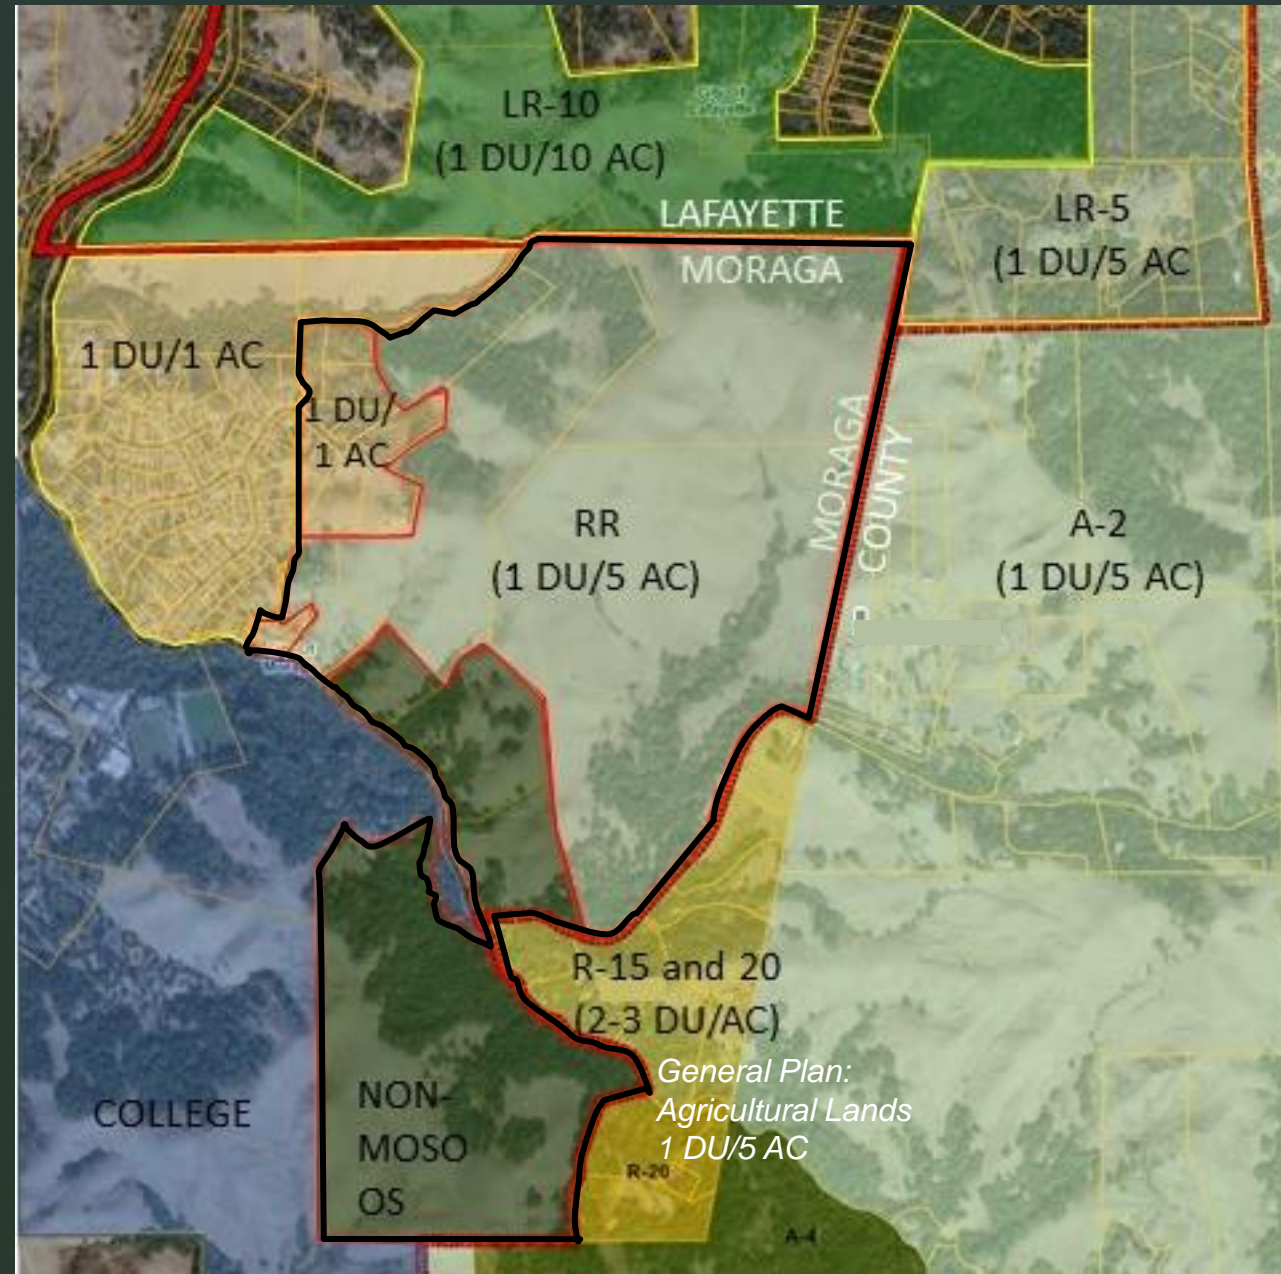 LR-10
(1 DU/10 AC)
LAFAYETTE
MORAGA
LR-5
(1 DU/5 AC
1 DU/1 AC
1 DU/
1 AC
MORAGA
COUNTY
RR
(1 DU/5 AC)
A-2
(1 DU/5 AC)
P
R-15 and 20
(2-3 DU/AC)
General Plan:
Agricultural Lands
1 DU/5 AC
COLLEGE
NON-
MOSO
OS
R-20
A-4